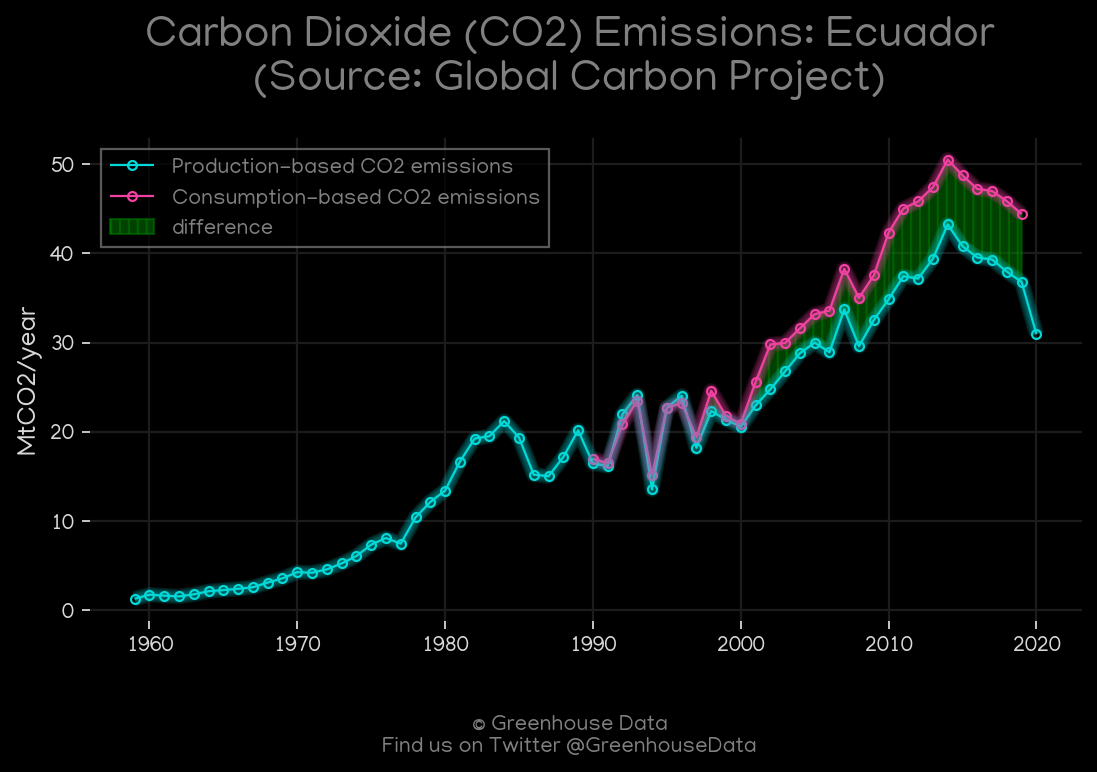 Carbon Dioxide (CO2) Emissions: Ecuador
(Source: Global Carbon Project)
Production-based CO2 emissions
Consumption-based CO2 emissions
difference
MtCO2/year
50
40
30
20
10
0
1960 1970 1980 1990 2000 2010 2020
© Greenhouse Data
Find us on Twitter @GreenhouseData